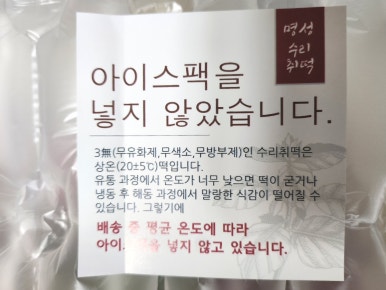 명성
수리
취떡
아이스팩을
넣지 않았습니다.
3無(무유화제,무색소,무방부제)인 수리취떡은
상온(20±5℃)떡입니다.
유통 과정에서 온도가 너무 낮으면 떡이 굳거나
냉동 후 해동 과정에서 말랑한 식감이 떨어질 수
있습니다. 그렇기에
배송 중 평균 온도에 따라
넣지 않고 있습니다.